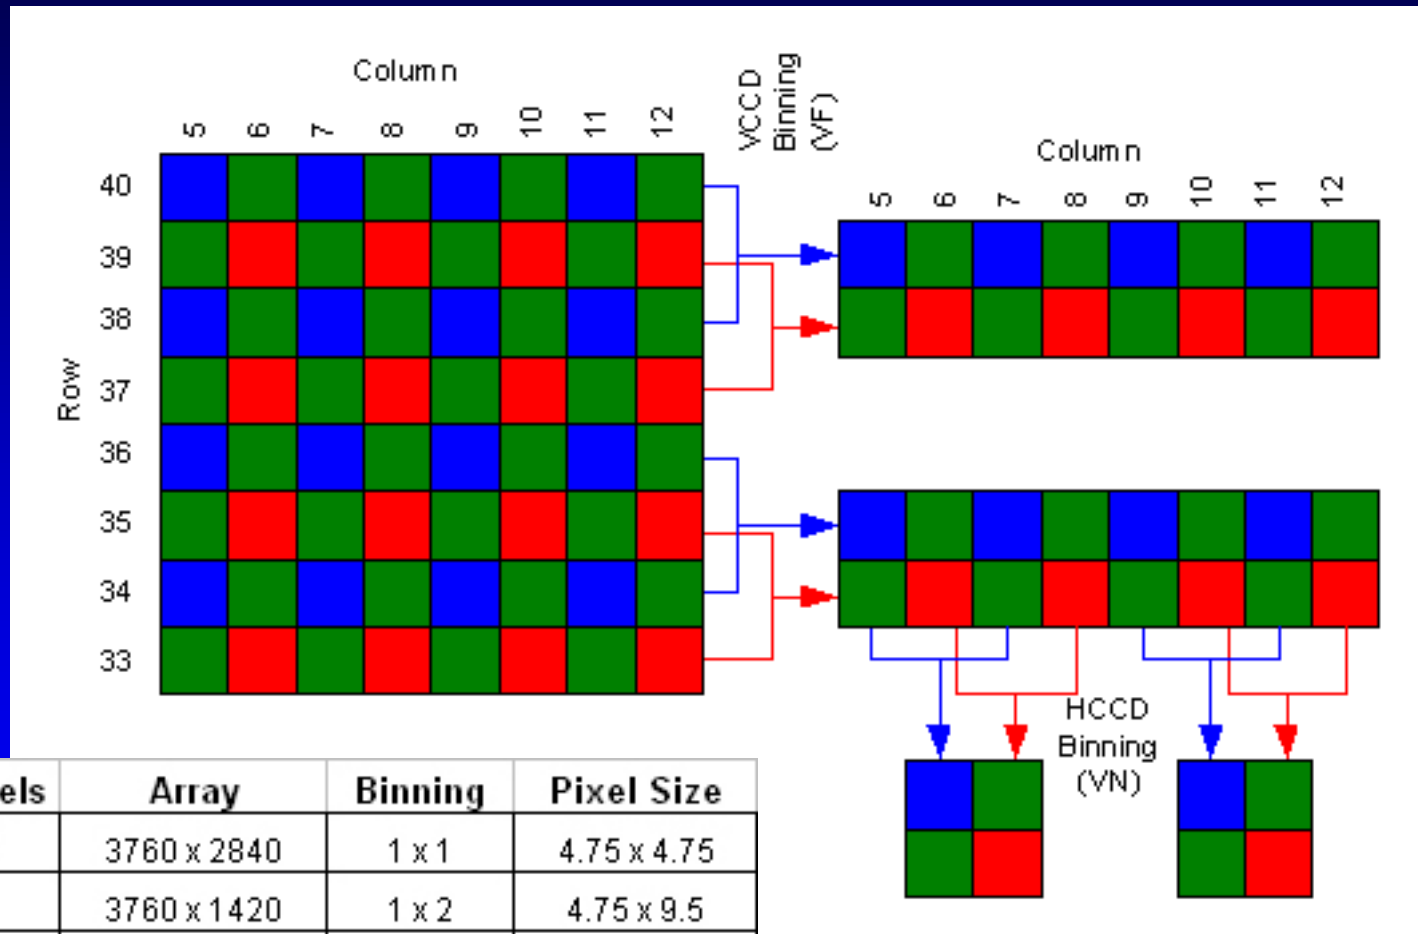 Column
5 6 7 8 9 10 11 12
VCCD
Binning
(VF)
Row
40
39
38
37
36
35
34
33
Column
5 6 7 8 9 10 11 12
HCCD
Binning
(VN)
els Array Binning Pixel Size
3760 x 2840 1 x 1 4.75 x 4.75
3760 x 1420 1 x 2 4.75 x 9.5